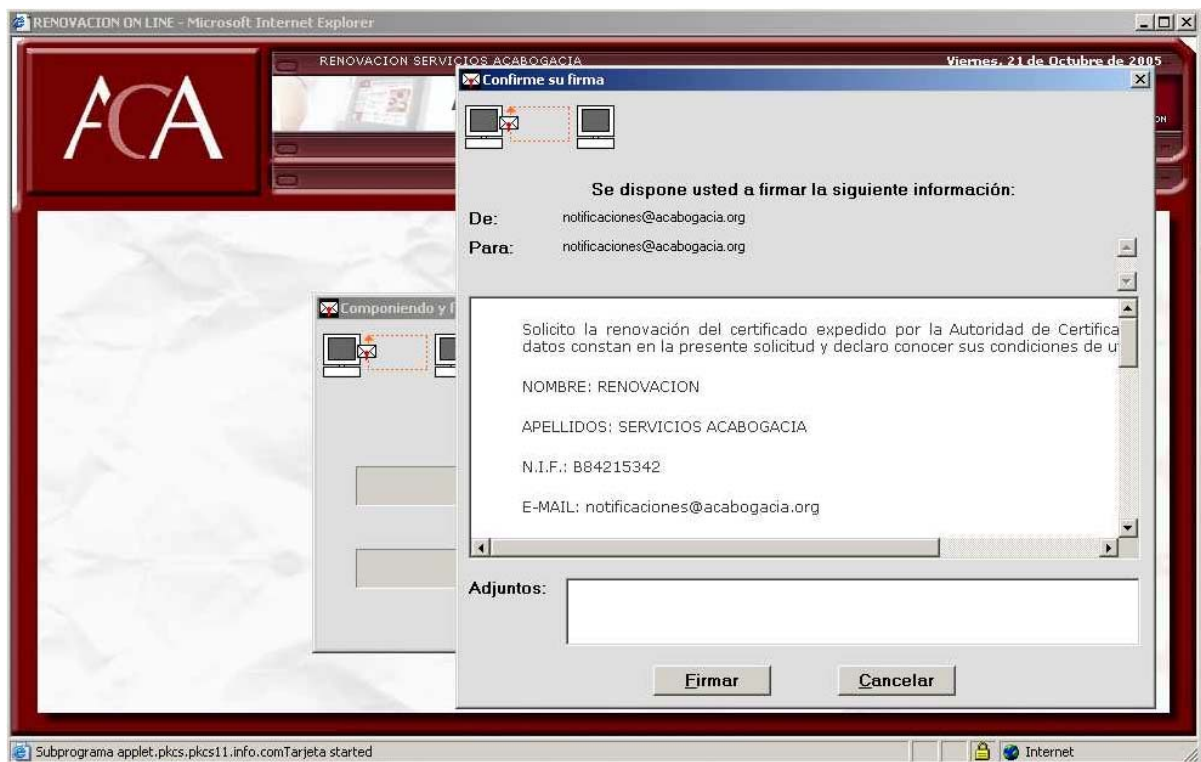 RENOVACION ON LINE - Microsoft Internet Explorer
ACA
RENOVACION SERVICIOS ACABOGACIA
Viernes, 21 de Octubre de 2005
Confirme su firma
Se dispone usted a firmar la siguiente información:
De: notificaciones@acabogacia.org
Para: notificaciones@acabogacia.org
Componiendo y f
Solicito la renovación del certificado expedido por la Autoridad de Certifica
datos constan en la presente solicitud y declaro conocer sus condiciones de u
NOMBRE: RENOVACION
APELLIDOS: SERVICIOS ACABOGACIA
N.I.F.: B84215342
E-MAIL: notificaciones@acabogacia.org
Adjuntos:
Firmar Cancelar
Subprograma applet.pkcs.pkcs11.info.comTarjeta started
Internet